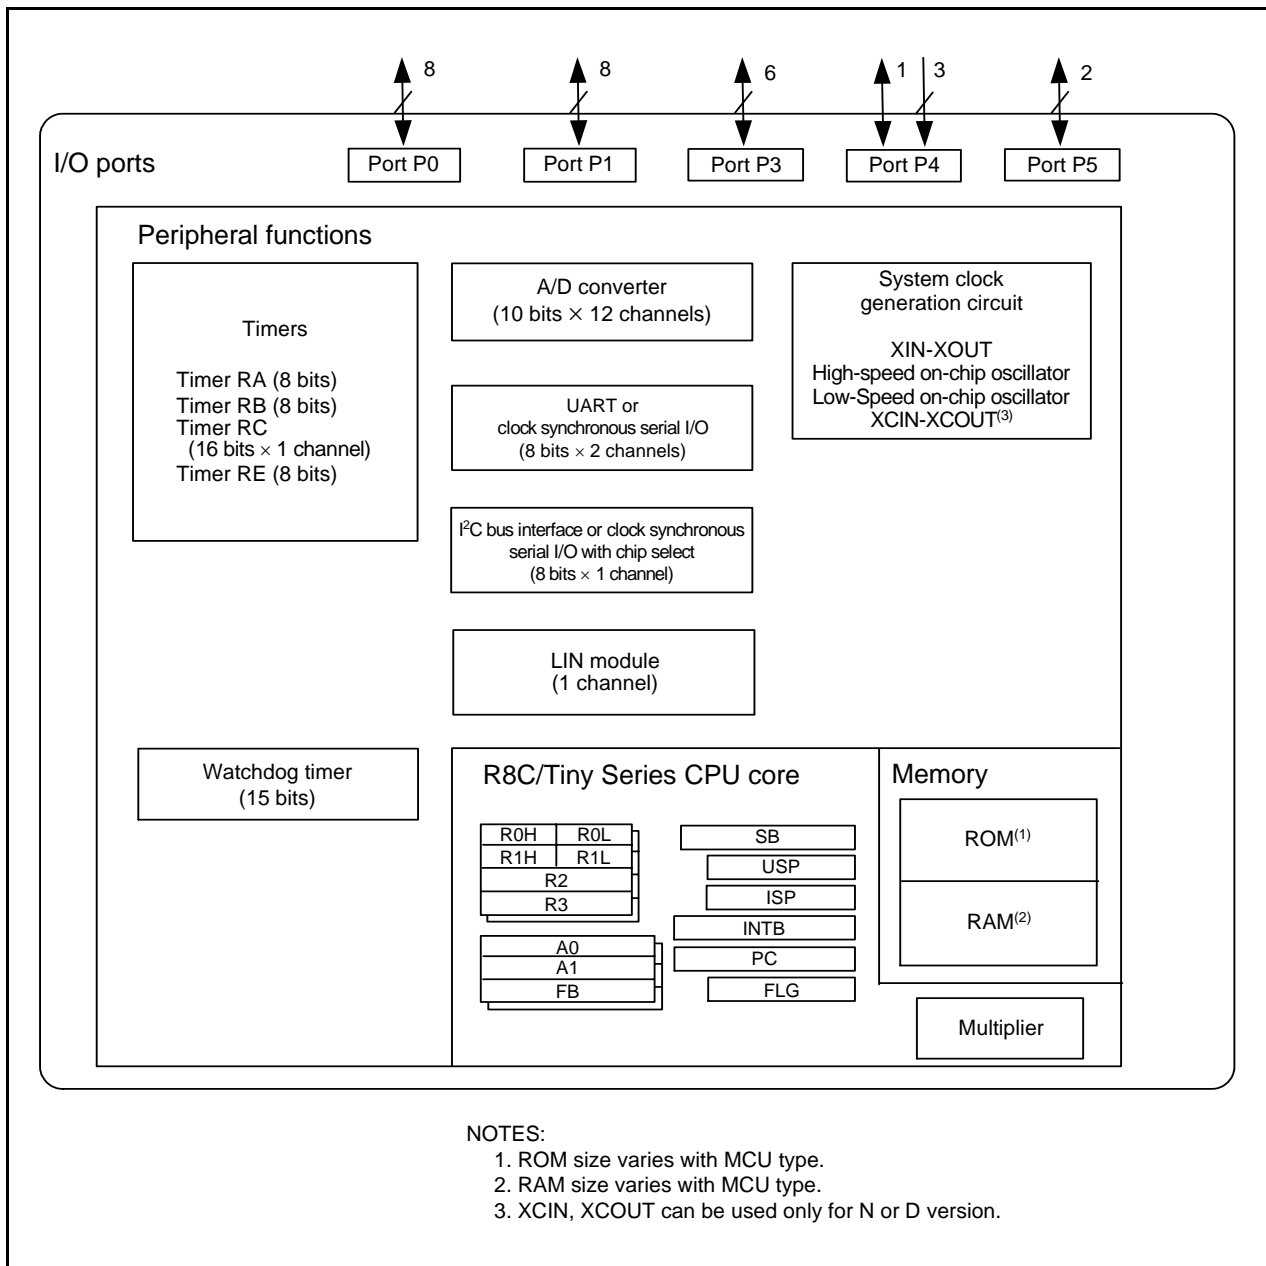 8
8
6
1
3
2
I/O ports
Port P0
Port P1
Port P3
Port P4
Port P5
Peripheral functions
Timers
Timer RA (8 bits)
Timer RB (8 bits)
Timer RC
(16 bits × 1 channel)
Timer RE (8 bits)
A/D converter
(10 bits × 12 channels)
UART or
clock synchronous serial I/O
(8 bits × 2 channels)
I²C bus interface or clock synchronous
serial I/O with chip select
(8 bits × 1 channel)
LIN module
(1 channel)
System clock
generation circuit
XIN-XOUT
High-speed on-chip oscillator
Low-Speed on-chip oscillator
XCIN-XCOUT(3)
Watchdog timer
(15 bits)
R8C/Tiny Series CPU core
R0H
R0L
R1H
R1L
R2
R3
A0
A1
FB
SB
USP
ISP
INTB
PC
FLG
Memory
ROM(1)
RAM(2)
Multiplier
NOTES:
1. ROM size varies with MCU type.
2. RAM size varies with MCU type.
3. XCIN, XCOUT can be used only for N or D version.